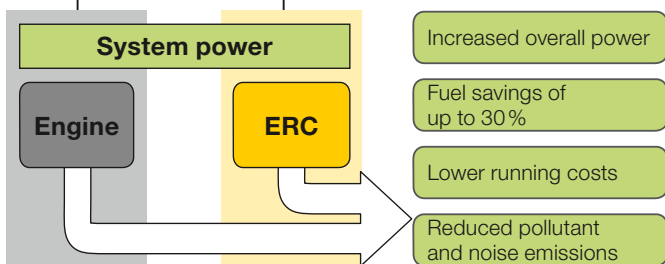 System power
Engine
ERC
Increased overall power
Fuel savings of
up to 30 %
Lower running costs
Reduced pollutant
and noise emissions